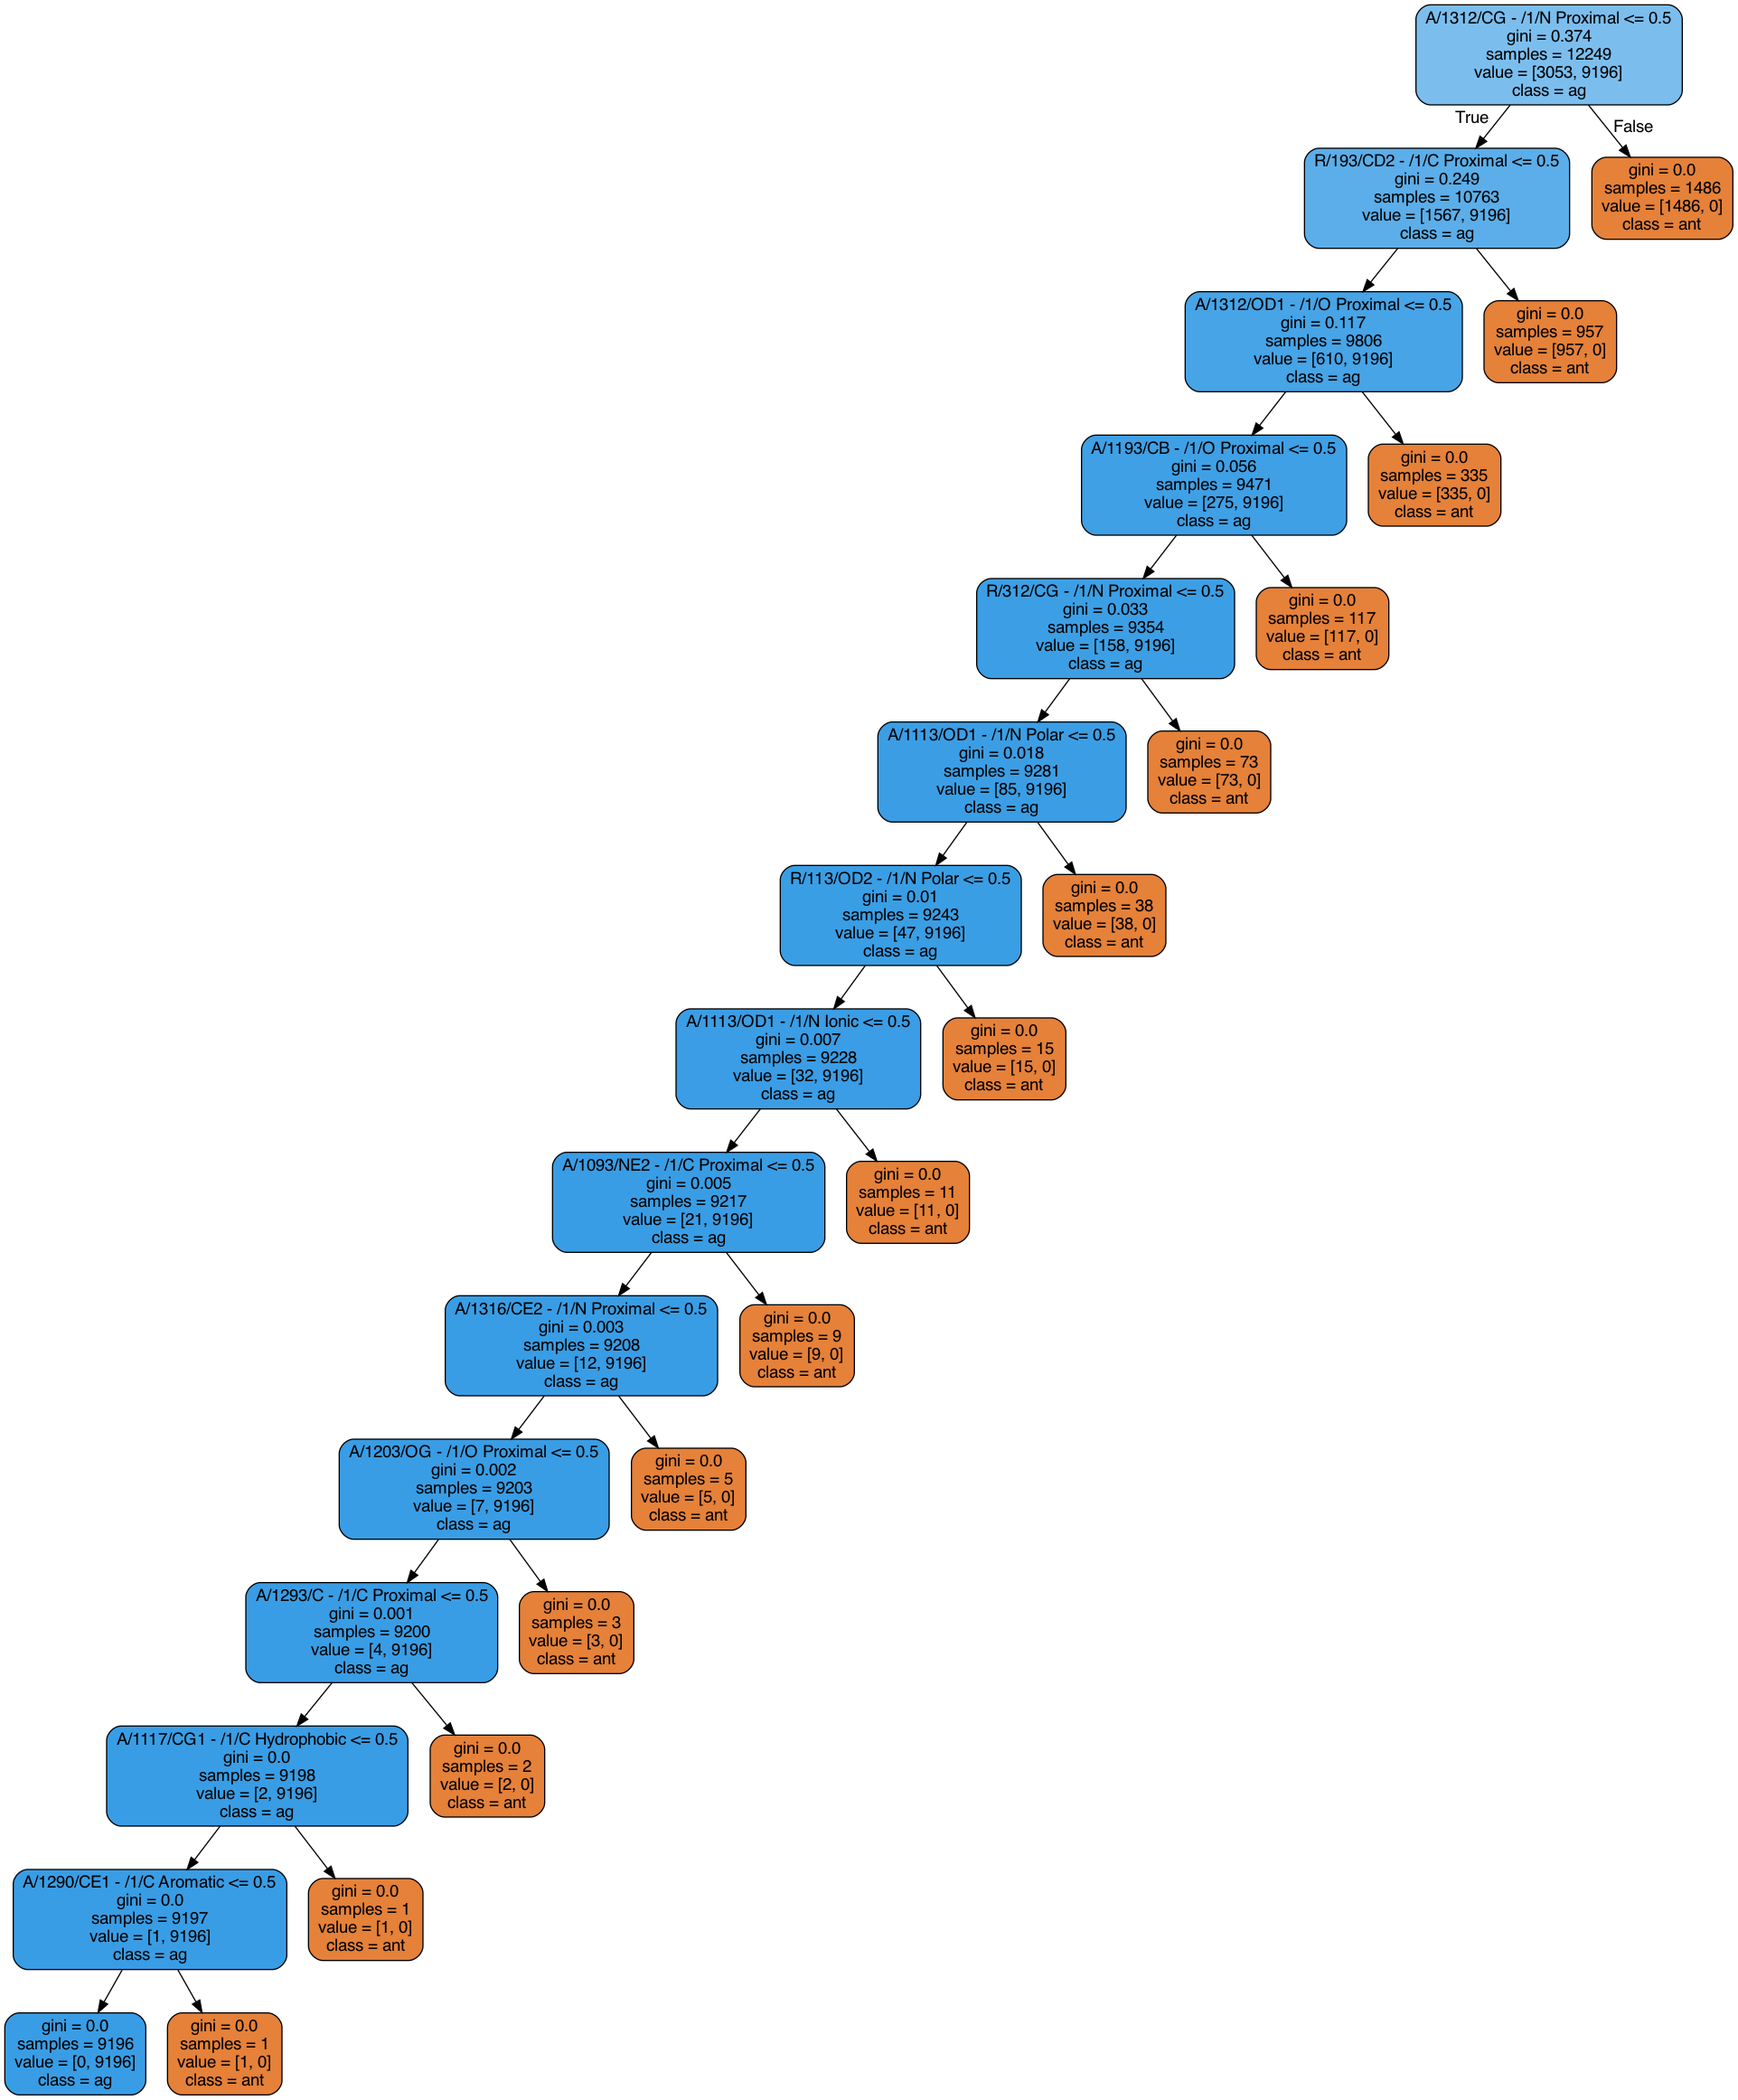 A/1312/CG - /1/N Proximal <= 0.5
gini = 0.374
samples = 12249
value = [3053, 9196]
class = ag
True
False
R/193/CD2 - /1/C Proximal <= 0.5
gini = 0.249
samples = 10763
value = [1567, 9196]
class = ag
gini = 0.0
samples = 1486
value = [1486, 0]
class = ant
A/1312/OD1 - /1/O Proximal <= 0.5
gini = 0.117
samples = 9806
value = [610, 9196]
class = ag
gini = 0.0
samples = 957
value = [957, 0]
class = ant
A/1193/CB - /1/O Proximal <= 0.5
gini = 0.056
samples = 9471
value = [275, 9196]
class = ag
gini = 0.0
samples = 335
value = [335, 0]
class = ant
R/312/CG - /1/N Proximal <= 0.5
gini = 0.033
samples = 9354
value = [158, 9196]
class = ag
gini = 0.0
samples = 117
value = [117, 0]
class = ant
A/1113/OD1 - /1/N Polar <= 0.5
gini = 0.018
samples = 9281
value = [85, 9196]
class = ag
gini = 0.0
samples = 73
value = [73, 0]
class = ant
R/113/OD2 - /1/N Polar <= 0.5
gini = 0.01
samples = 9243
value = [47, 9196]
class = ag
gini = 0.0
samples = 38
value = [38, 0]
class = ant
A/1113/OD1 - /1/N Ionic <= 0.5
gini = 0.007
samples = 9228
value = [32, 9196]
class = ag
gini = 0.0
samples = 15
value = [15, 0]
class = ant
A/1093/NE2 - /1/C Proximal <= 0.5
gini = 0.005
samples = 9217
value = [21, 9196]
class = ag
gini = 0.0
samples = 11
value = [11, 0]
class = ant
A/1316/CE2 - /1/N Proximal <= 0.5
gini = 0.003
samples = 9208
value = [12, 9196]
class = ag
gini = 0.0
samples = 9
value = [9, 0]
class = ant
A/1203/OG - /1/O Proximal <= 0.5
gini = 0.002
samples = 9203
value = [7, 9196]
class = ag
gini = 0.0
samples = 5
value = [5, 0]
class = ant
A/1293/C - /1/C Proximal <= 0.5
gini = 0.001
samples = 9200
value = [4, 9196]
class = ag
gini = 0.0
samples = 3
value = [3, 0]
class = ant
A/1117/CG1 - /1/C Hydrophobic <= 0.5
gini = 0.0
samples = 9198
value = [2, 9196]
class = ag
gini = 0.0
samples = 2
value = [2, 0]
class = ant
A/1290/CE1 - /1/C Aromatic <= 0.5
gini = 0.0
samples = 9197
value = [1, 9196]
class = ag
gini = 0.0
samples = 1
value = [1, 0]
class = ant
gini = 0.0
samples = 9196
value = [0, 9196]
class = ag
gini = 0.0
samples = 1
value = [1, 0]
class = ant